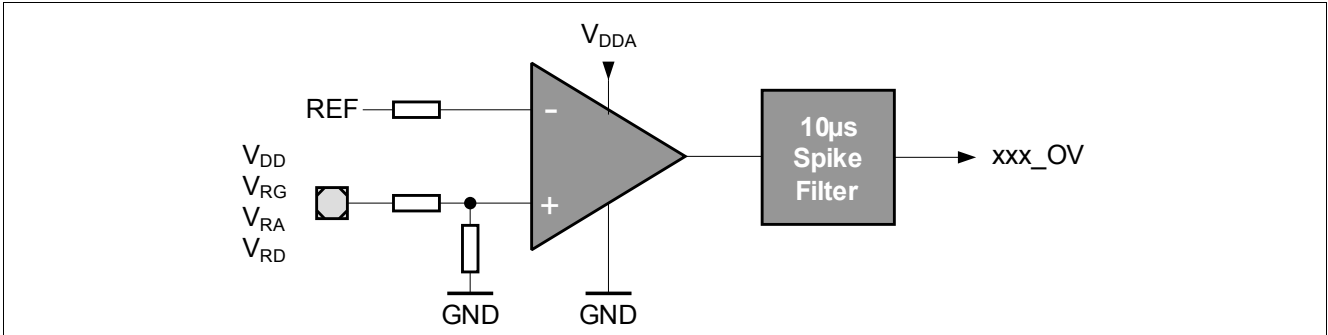 VDDA
REF
-
VDD
VRG
VRA
VRD
+
GND
GND
10µs
Spike
Filter
xxx_OV